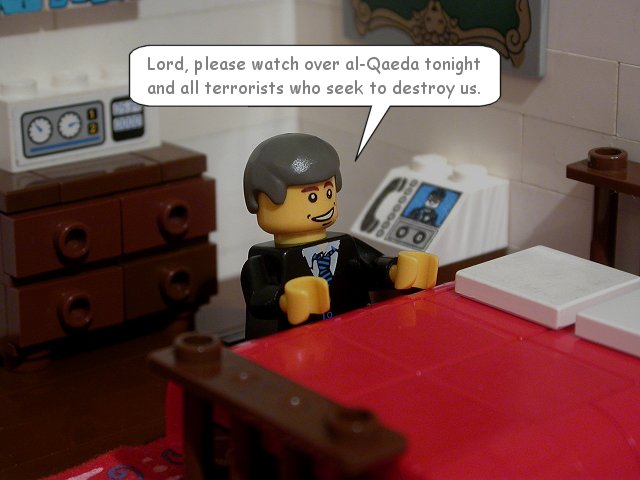 Lord, please watch over al-Qaeda tonight
and all terrorists who seek to destroy us.